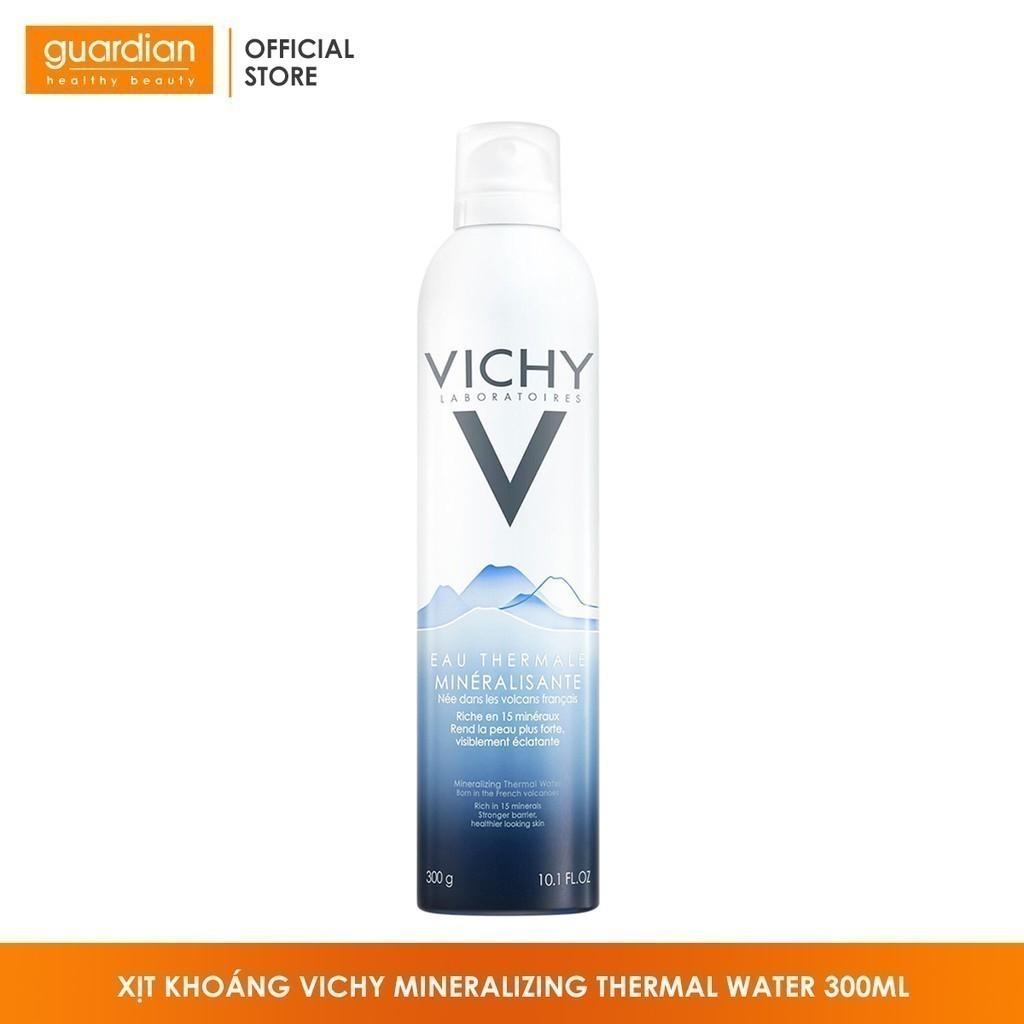 guardian
healthy beauty
OFFICIAL
STORE
VICHY
LABORATOIRES
V
EAU THERMALE
MINÉRALISANTE
Née dans les volcans français
Riche en 15 minéraux
Rend la peau plus forte,
visiblement éclatante
Mineralizing Thermal Water
Born in the French volcanoes
Rich in 15 minerals
Stronger barrier,
healthier looking skin
300 g
10.1 FL.OZ
XỊT KHOÁNG VICHY MINERALIZING THERMAL WATER 300ML